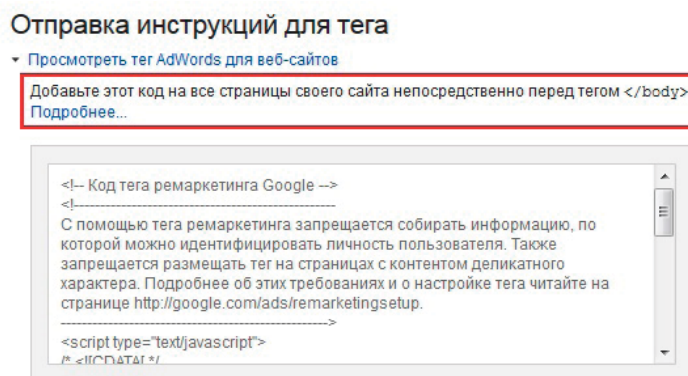 Отправка инструкций для тега
Просмотреть тег AdWords для веб-сайтов
Добавьте этот код на все страницы своего сайта непосредственно перед тегом </body>
Подробнее...
<!-- Код тега ремаркетинга Google -->
<!--------------------------------------------------
С помощью тега ремаркетинга запрещается собирать информацию, по
которой можно идентифицировать личность пользователя. Также
запрещается размещать тег на страницах с контентом деликатного
характера. Подробнее об этих требованиях и о настройке тега читайте на
странице http://google.com/ads/remarketingsetup.
--------------------------------------------------->
<script type="text/javascript">
/* <![CDATA[ */